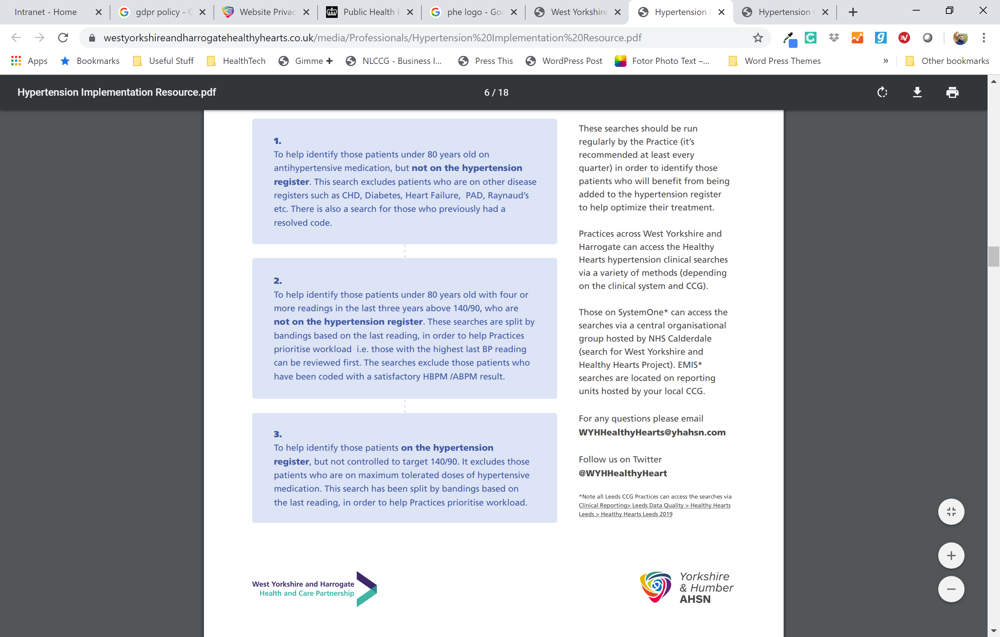 Intranet - Home
gdpr policy - G
Website Privac
Public Health E
phe logo - Goo
West Yorkshire
Hypertension I
Hypertension G
westyorkshireandharrogatehealthyhearts.co.uk/media/Professionals/Hypertension%20Implementation%20Resource.pdf
Apps
Bookmarks
Useful Stuff
HealthTech
Gimme +
NLCCG - Business I...
Press This
WordPress Post
Fotor Photo Text –...
Word Press Themes
»
Other bookmarks
Hypertension Implementation Resource.pdf
6 / 18
1.
To help identify those patients under 80 years old on
antihypertensive medication, but not on the hypertension
register. This search excludes patients who are on other disease
registers such as CHD, Diabetes, Heart Failure,  PAD, Raynaud’s
etc. There is also a search for those who previously had a
resolved code.
2.
To help identify those patients under 80 years old with four or
more readings in the last three years above 140/90, who are
not on the hypertension register. These searches are split by
bandings based on the last reading, in order to help Practices
prioritise workload  i.e. those with the highest last BP reading
can be reviewed first. The searches exclude those patients who
have been coded with a satisfactory HBPM /ABPM result.
3.
To help identify those patients on the hypertension
register, but not controlled to target 140/90. It excludes those
patients who are on maximum tolerated doses of hypertensive
medication. This search has been split by bandings based on
the last reading, in order to help Practices prioritise workload.
These searches should be run
regularly by the Practice (it’s
recommended at least every
quarter) in order to identify those
patients who will benefit from being
added to the hypertension register
to help optimize their treatment.
Practices across West Yorkshire and
Harrogate can access the Healthy
Hearts hypertension clinical searches
via a variety of methods (depending
on the clinical system and CCG).
Those on SystemOne* can access the
searches via a central organisational
group hosted by NHS Calderdale
(search for West Yorkshire and
Healthy Hearts Project). EMIS*
searches are located on reporting
units hosted by your local CCG.
For any questions please email
WYHHealthyHearts@yhahsn.com
Follow us on Twitter
@WYHHealthyHeart
*Note all Leeds CCG Practices can access the searches via
Clinical Reporting> Leeds Data Quality > Healthy Hearts
Leeds > Healthy Hearts Leeds 2019
West Yorkshire and Harrogate
Health and Care Partnership
Yorkshire
& Humber
AHSN